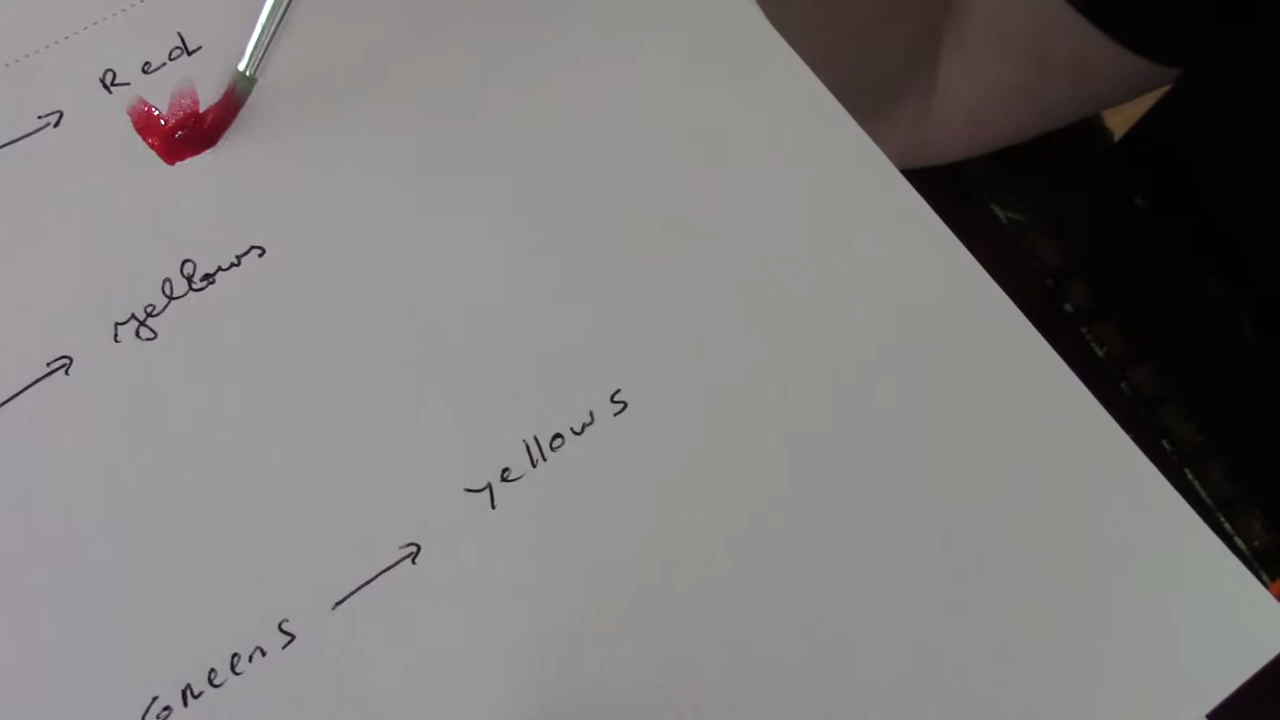 → Red
→ yellows
Greens → yellows